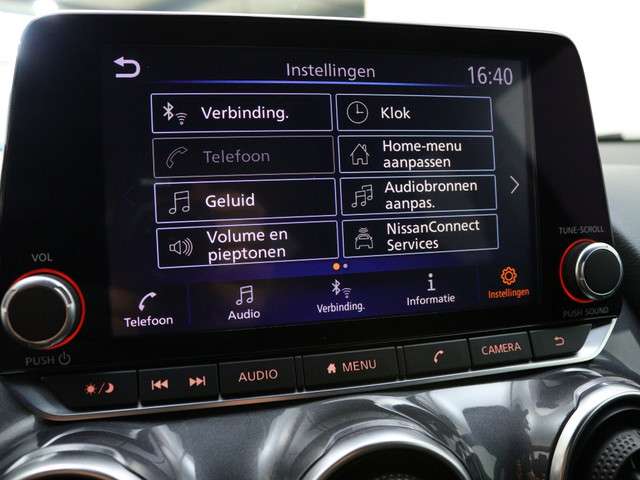 Instellingen
16:40
Verbinding.
Klok
Telefoon
Home-menu
aanpassen
Geluid
Audiobronnen
aanpas.
Volume en
pieptonen
NissanConnect
Services
Telefoon
Audio
Verbinding.
Informatie
Instellingen
VOL
PUSH
TUNE·SCROLL
PUSH SOUND
AUDIO
MENU
CAMERA